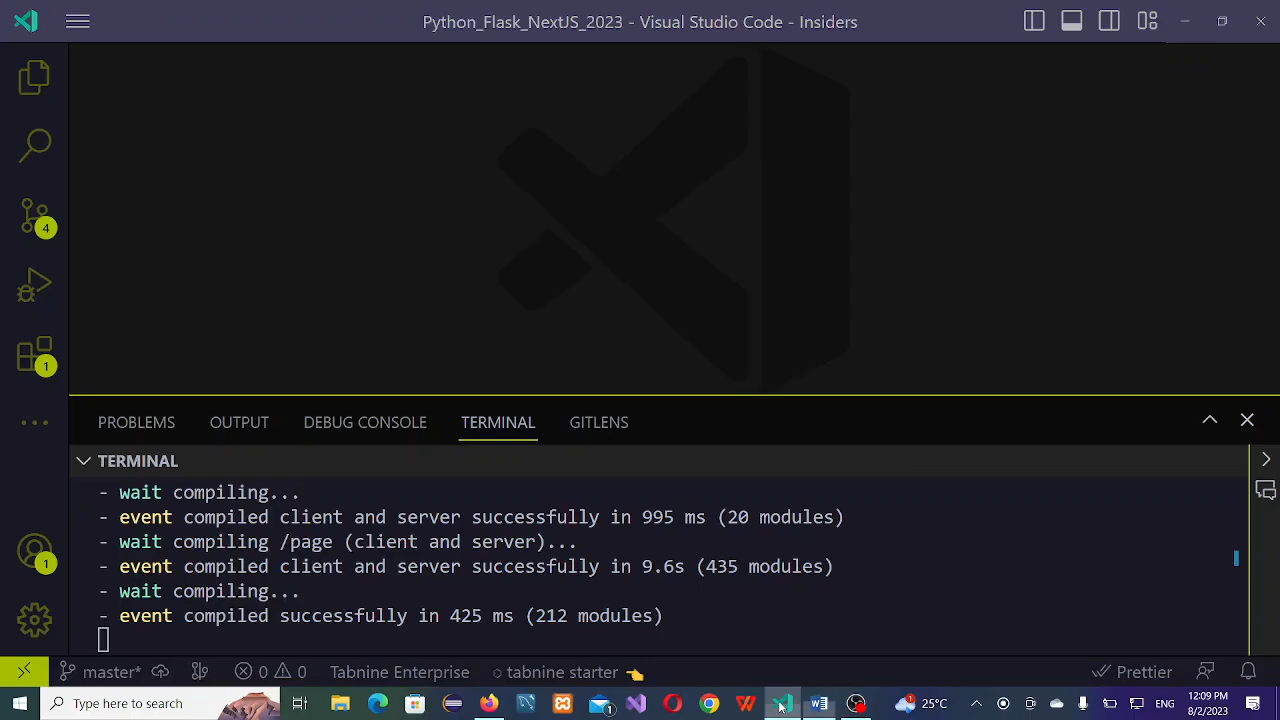 Python_Flask_NextJS_2023 - Visual Studio Code - Insiders
4
1
PROBLEMS OUTPUT DEBUG CONSOLE TERMINAL GITLENS
TERMINAL
- wait compiling...
- event compiled client and server successfully in 995 ms (20 modules)
- wait compiling /page (client and server)...
- event compiled client and server successfully in 9.6s (435 modules)
- wait compiling...
- event compiled successfully in 425 ms (212 modules)
1
master* 0 0 Tabnine Enterprise tabnine starter Prettier
Type here to search 1 1 25°C ENG 12:09 PM
8/2/2023